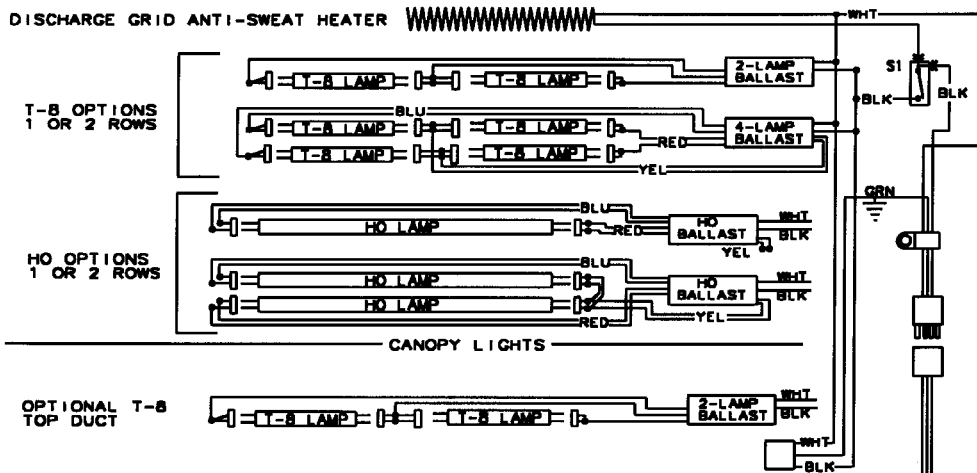 DISCHARGE GRID ANTI-SWEAT HEATER
WHT
S1
BLK
BLK
T-8 OPTIONS
1 OR 2 ROWS
T-8 LAMP
T-8 LAMP
2-LAMP
BALLAST
BLU
T-8 LAMP
T-8 LAMP
4-LAMP
BALLAST
RED
T-8 LAMP
T-8 LAMP
YEL
GRN
HO OPTIONS
1 OR 2 ROWS
BLU
HO LAMP
RED
HO
BALLAST
WHT
BLK
YEL
BLU
HO LAMP
HO LAMP
HO
BALLAST
WHT
BLK
RED
YEL
CANOPY LIGHTS
OPTIONAL T-8
TOP DUCT
T-8 LAMP
T-8 LAMP
2-LAMP
BALLAST
WHT
BLK
WHT
BLK